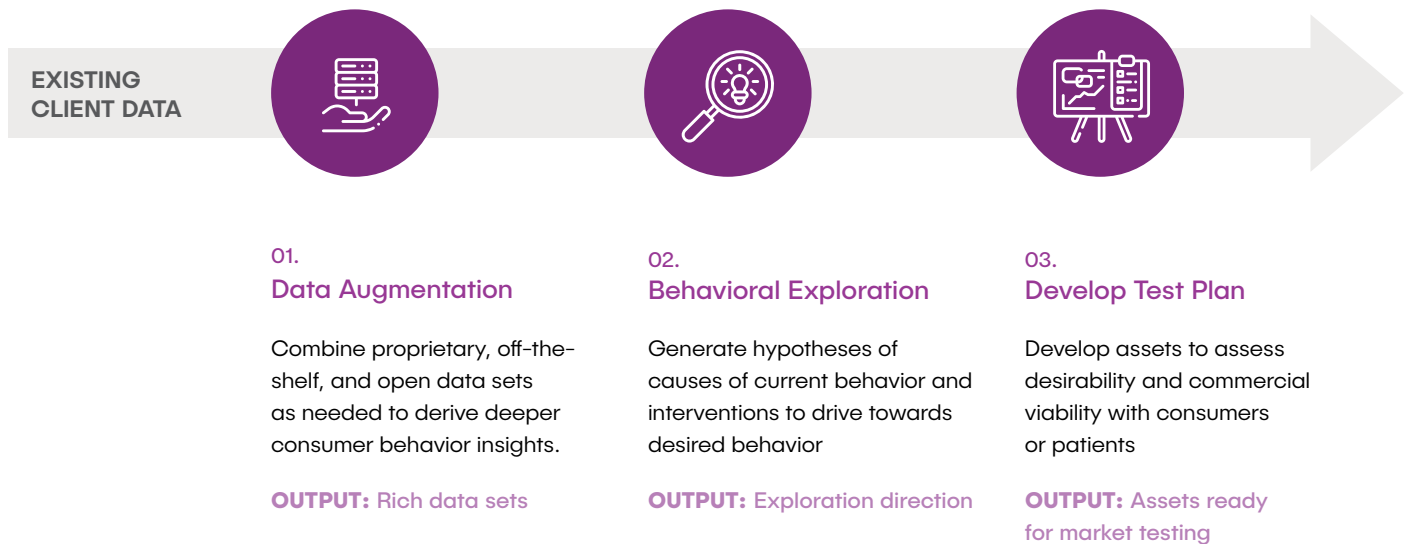 EXISTING
CLIENT DATA
01.
Data Augmentation
Combine proprietary, off-the-
shelf, and open data sets
as needed to derive deeper
consumer behavior insights.
OUTPUT: Rich data sets
02.
Behavioral Exploration
Generate hypotheses of
causes of current behavior and
interventions to drive towards
desired behavior
OUTPUT: Exploration direction
03.
Develop Test Plan
Develop assets to assess
desirability and commercial
viability with consumers
or patients
OUTPUT: Assets ready
for market testing